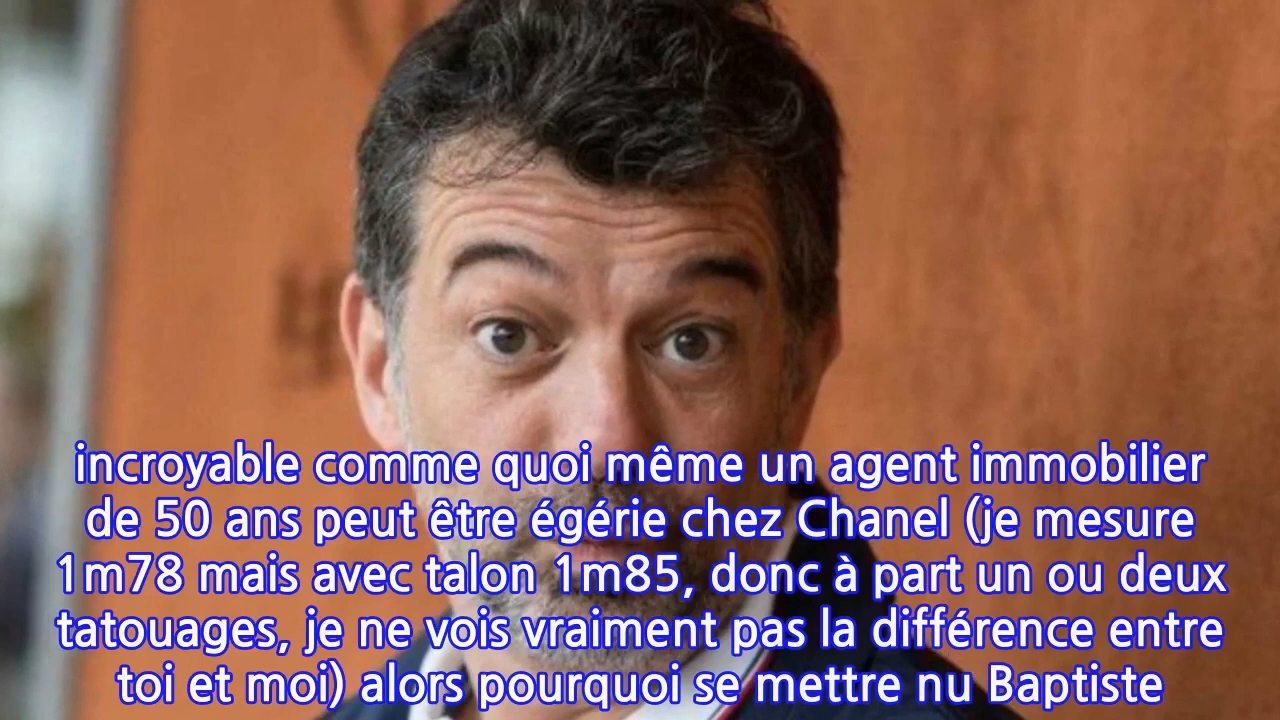 incroyable comme quoi même un agent immobilier
de 50 ans peut être égérie chez Chanel (je mesure
1m78 mais avec talon 1m85, donc à part un ou deux
tatouages, je ne vois vraiment pas la différence entre
toi et moi) alors pourquoi se mettre nu Baptiste